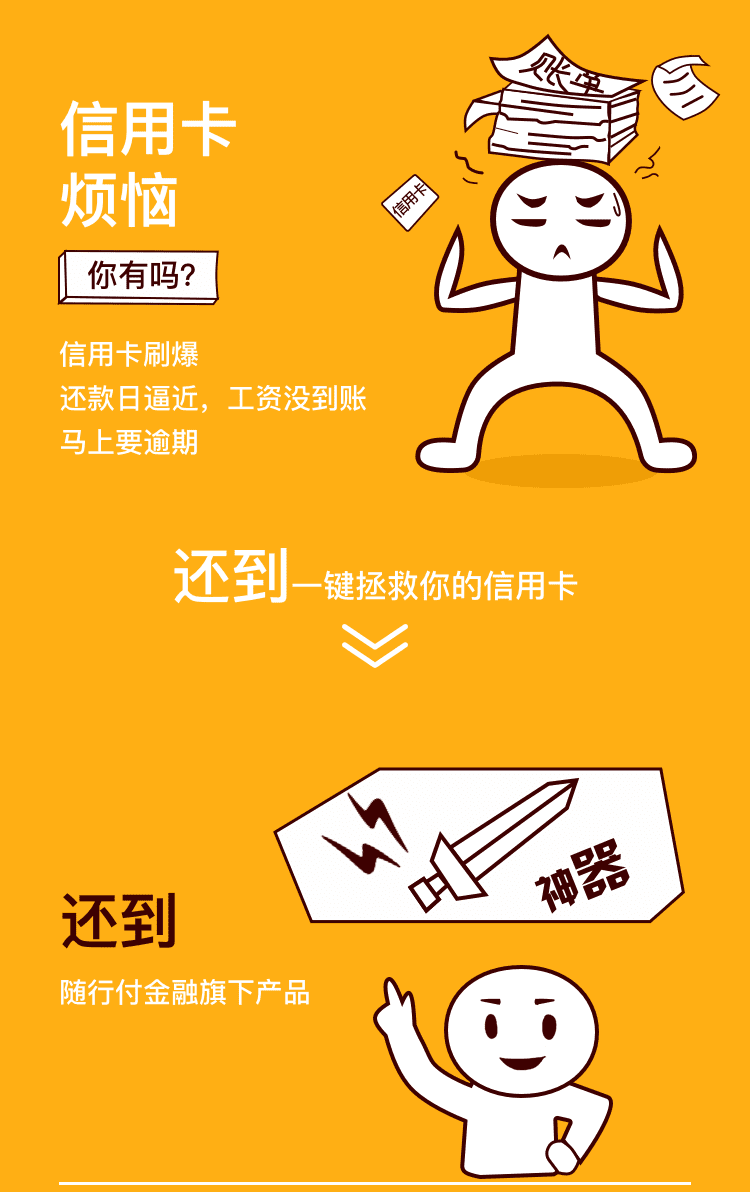 信用卡
烦恼
你有吗?
信用卡刷爆
还款日逼近，工资没到账
马上要逾期
账单
信用卡
还到一键拯救你的信用卡
神器
还到
随行付金融旗下产品